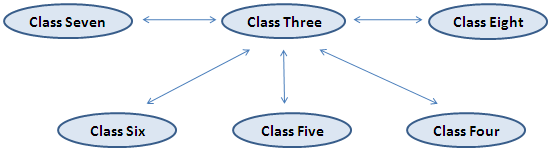 Class Seven
Class Three
Class Eight
Class Six
Class Five
Class Four